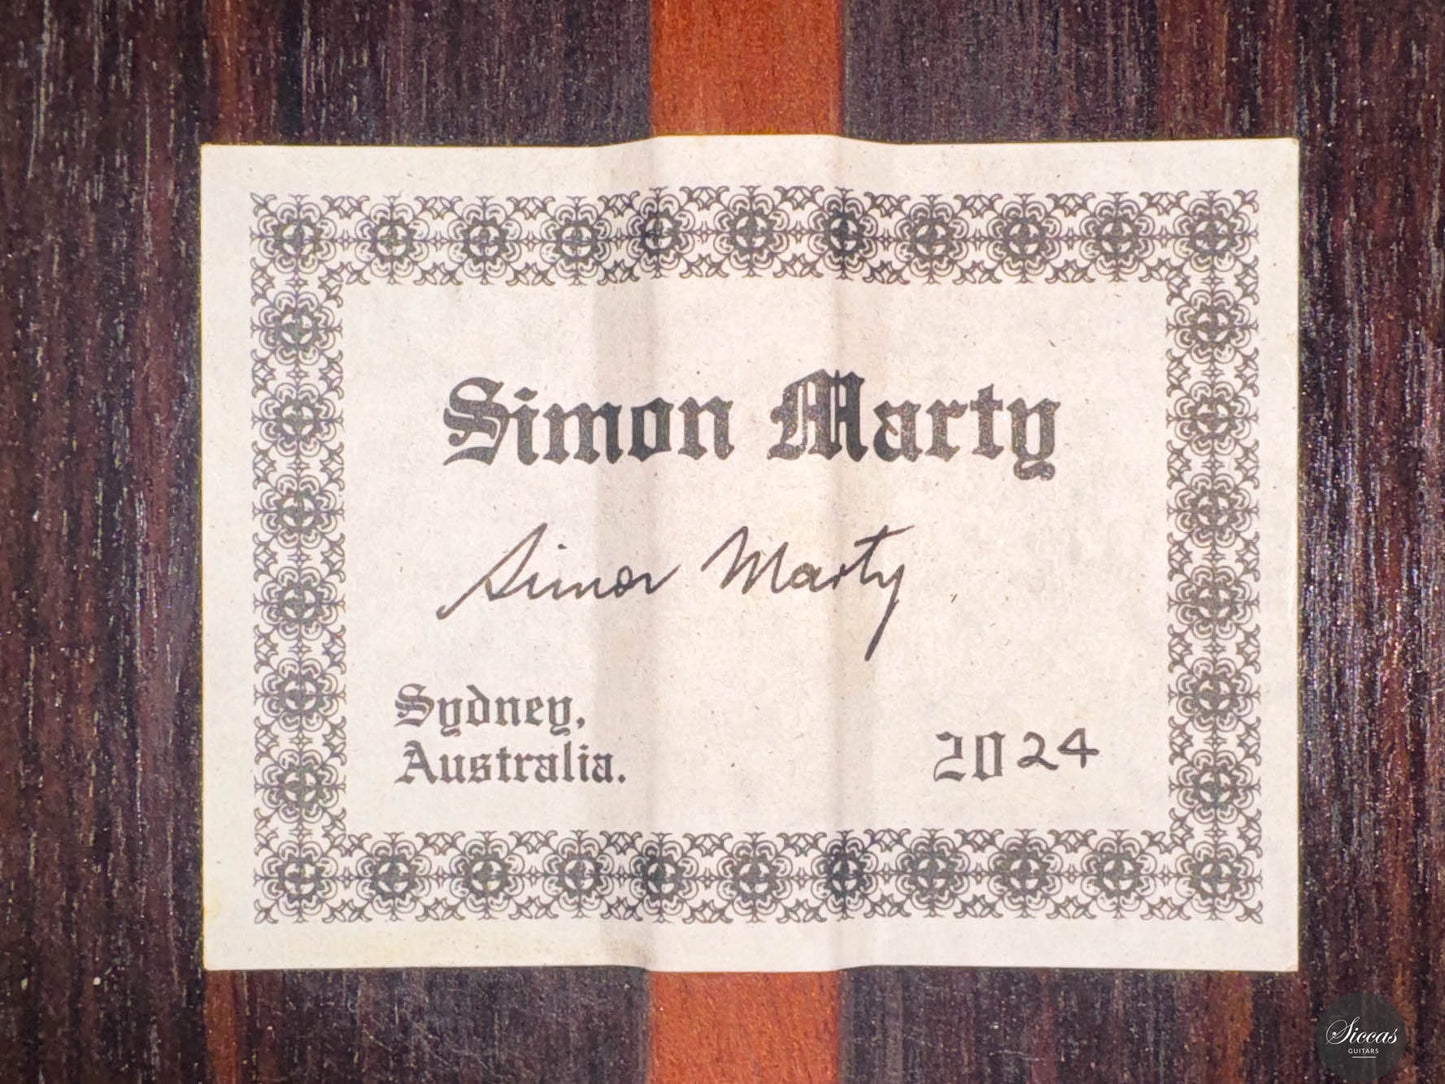 Simon Marty
Simon Marty
Sydney,
Australia.
2024
Siccas
GUITARS